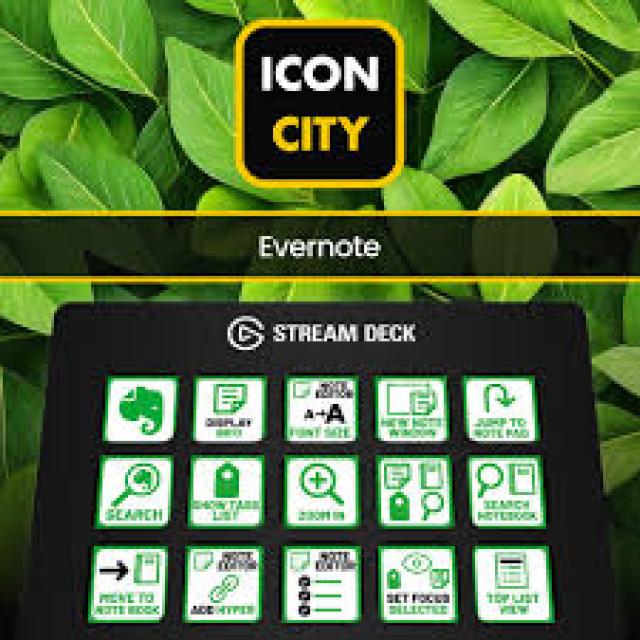 ICON
CITY
Evernote
STREAM DECK
DISPLAY
INFO
NOTE
EDITOR
A→A
FONT SIZE
NEW NOTE
WINDOW
JUMP TO
NOTE PAD
SEARCH
SHOW TAGS
LIST
ZOOM IN
SEARCH
NOTEBOOK
MOVE TO
NOTE BOOK
NOTE
EDITOR
ADD HYPER
NOTE
EDITOR
SET FOCUS
SELECTED
TOP LIST
VIEW